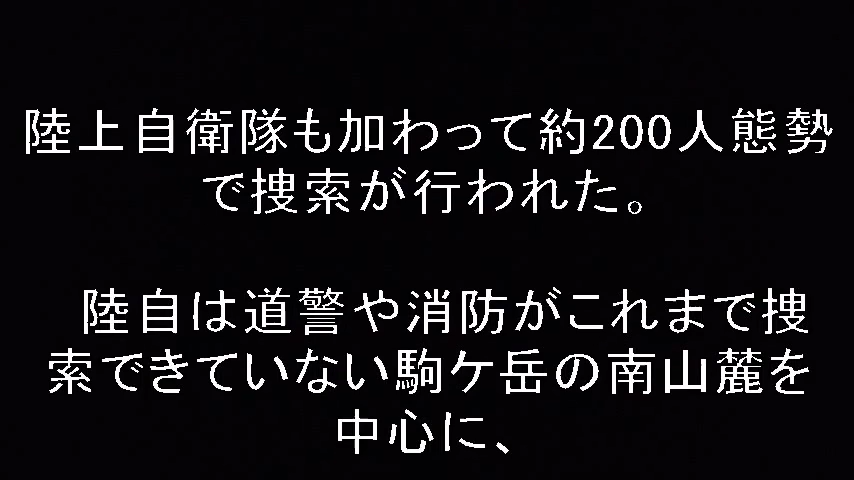 陸上自衛隊も加わって約200人態勢
で捜索が行われた。
陸自は道警や消防がこれまで捜
索できていない駒ケ岳の南山麓を
中心に、